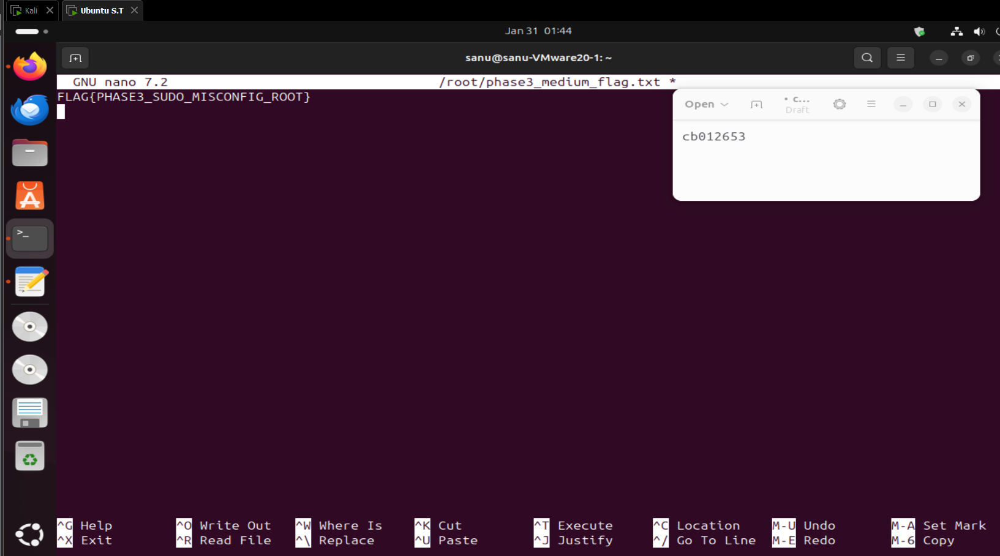 Kali
Ubuntu S.T
Jan 31 01:44
sanu@sanu-VMware20-1: ~
GNU nano 7.2 /root/phase3_medium_flag.txt *
FLAG{PHASE3_SUDO_MISCONFIG_ROOT}
Open
• c...
Draft
cb012653
^G Help ^O Write Out ^W Where Is ^K Cut ^T Execute ^C Location M-U Undo M-A Set Mark
^X Exit ^R Read File ^\ Replace ^U Paste ^J Justify ^/ Go To Line M-E Redo M-6 Copy